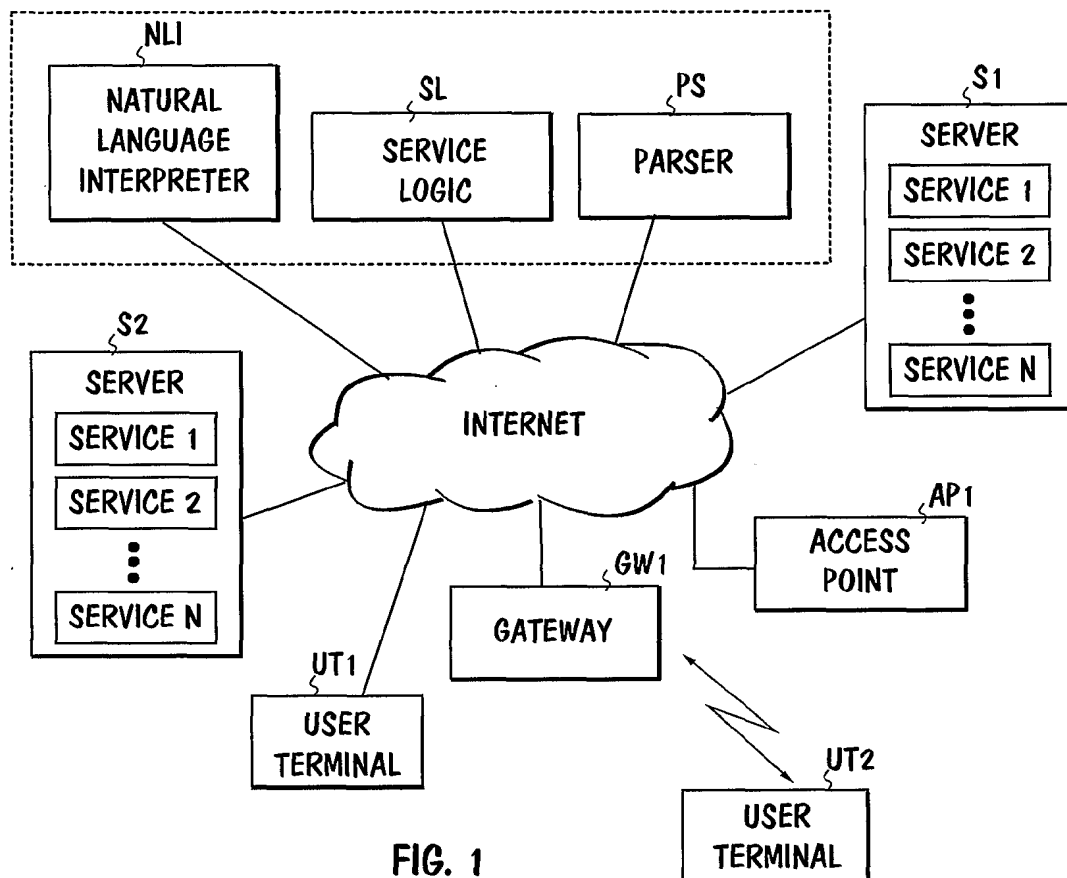 NLI
NATURAL
LANGUAGE
INTERPRETER
SL
SERVICE
LOGIC
PS
PARSER
S1
SERVER
SERVICE 1
SERVICE 2
SERVICE N
S2
SERVER
SERVICE 1
SERVICE 2
SERVICE N
INTERNET
AP1
ACCESS
POINT
GW1
GATEWAY
UT1
USER
TERMINAL
UT2
USER
TERMINAL
FIG. 1